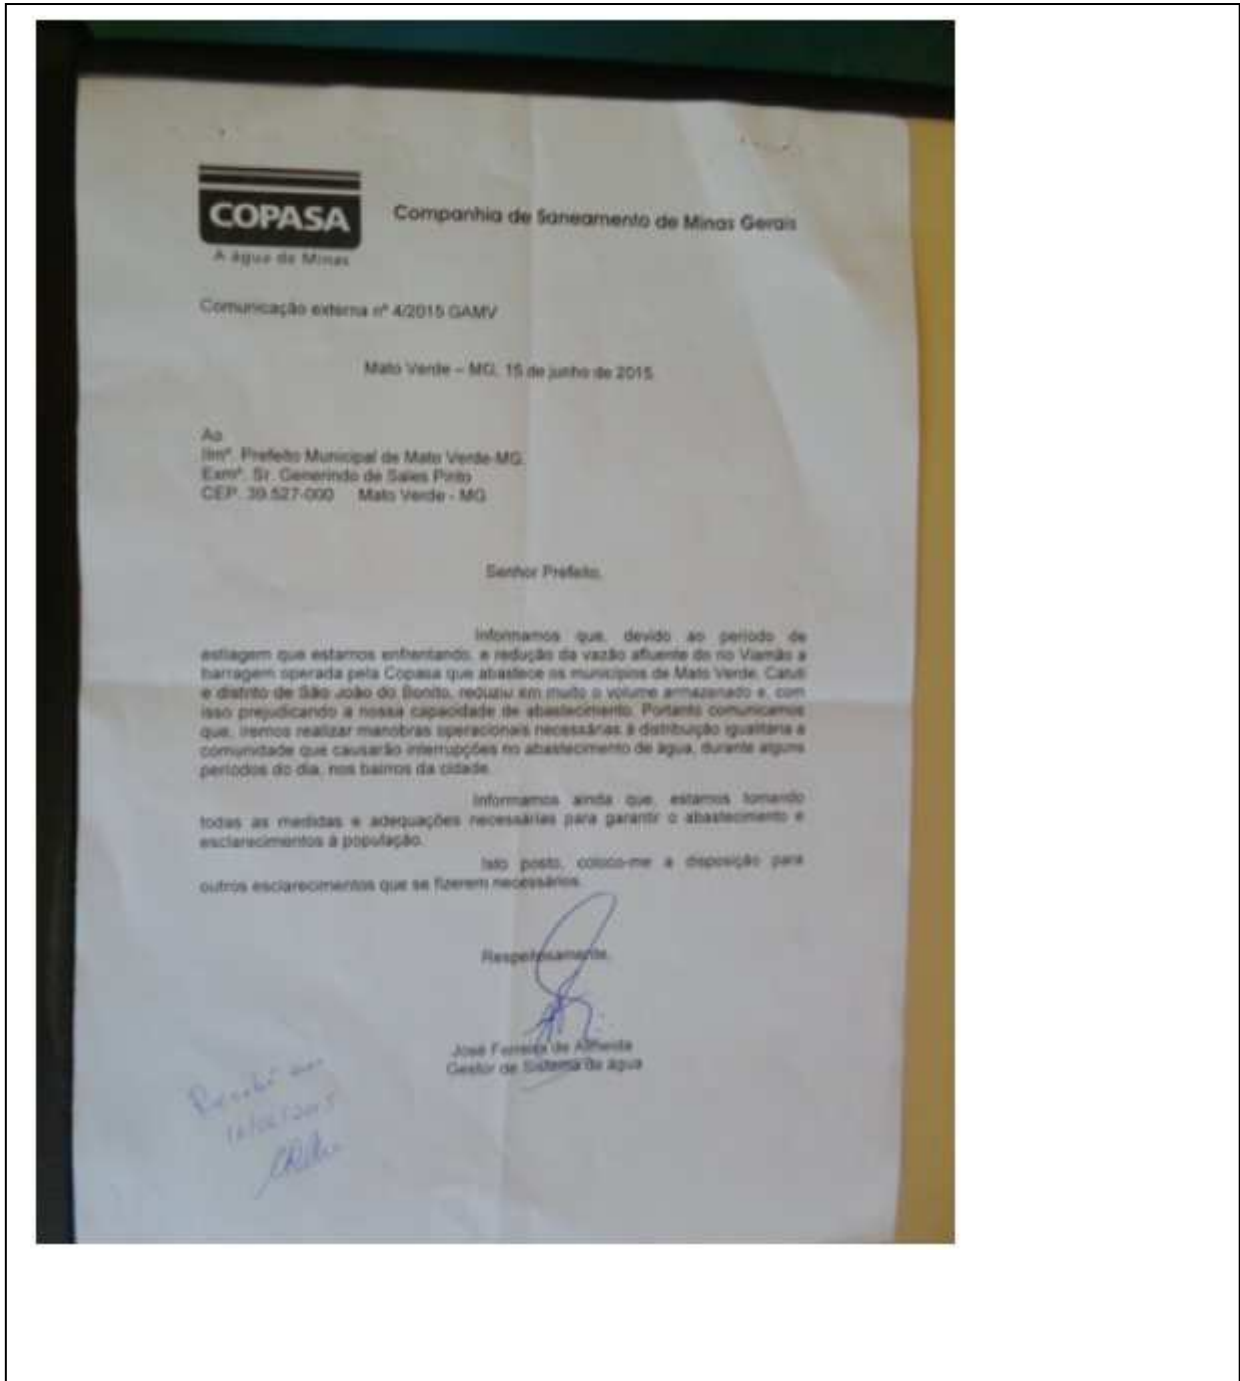 COPASA
Companhia de Saneamento de Minas Gerais
A água de Minas
Comunicação externa nº 4/2015 GAMV
Mato Verde – MG, 15 de junho de 2015
Ao
Ilmº. Prefeito Municipal de Mato Verde-MG.
Exmº. Sr. Generindo de Sales Pinto
CEP. 39.527-000 Mato Verde - MG
Senhor Prefeito,
Informamos que, devido ao período de
estiagem que estamos enfrentando, e redução da vazão afluente do rio Viamão a
barragem operada pela Copasa que abastece os municípios de Mato Verde, Catuti
e distrito de São João do Bonito, reduziu em muito o volume armazenado e, com
isso prejudicando a nossa capacidade de abastecimento. Portanto comunicamos
que, iremos realizar manobras operacionais necessárias à distribuição igualitária a
comunidade que causarão interrupções no abastecimento de água, durante alguns
períodos do dia, nos bairros da cidade.
Informamos ainda que, estamos tomando
todas as medidas e adequações necessárias para garantir o abastecimento e
esclarecimentos à população.
Isto posto, coloco-me a disposição para
outros esclarecimentos que se fizerem necessários.
Respeitosamente,
José Ferreira de Almeida
Gestor de Sistema de água
Recebi em
16/06/2015